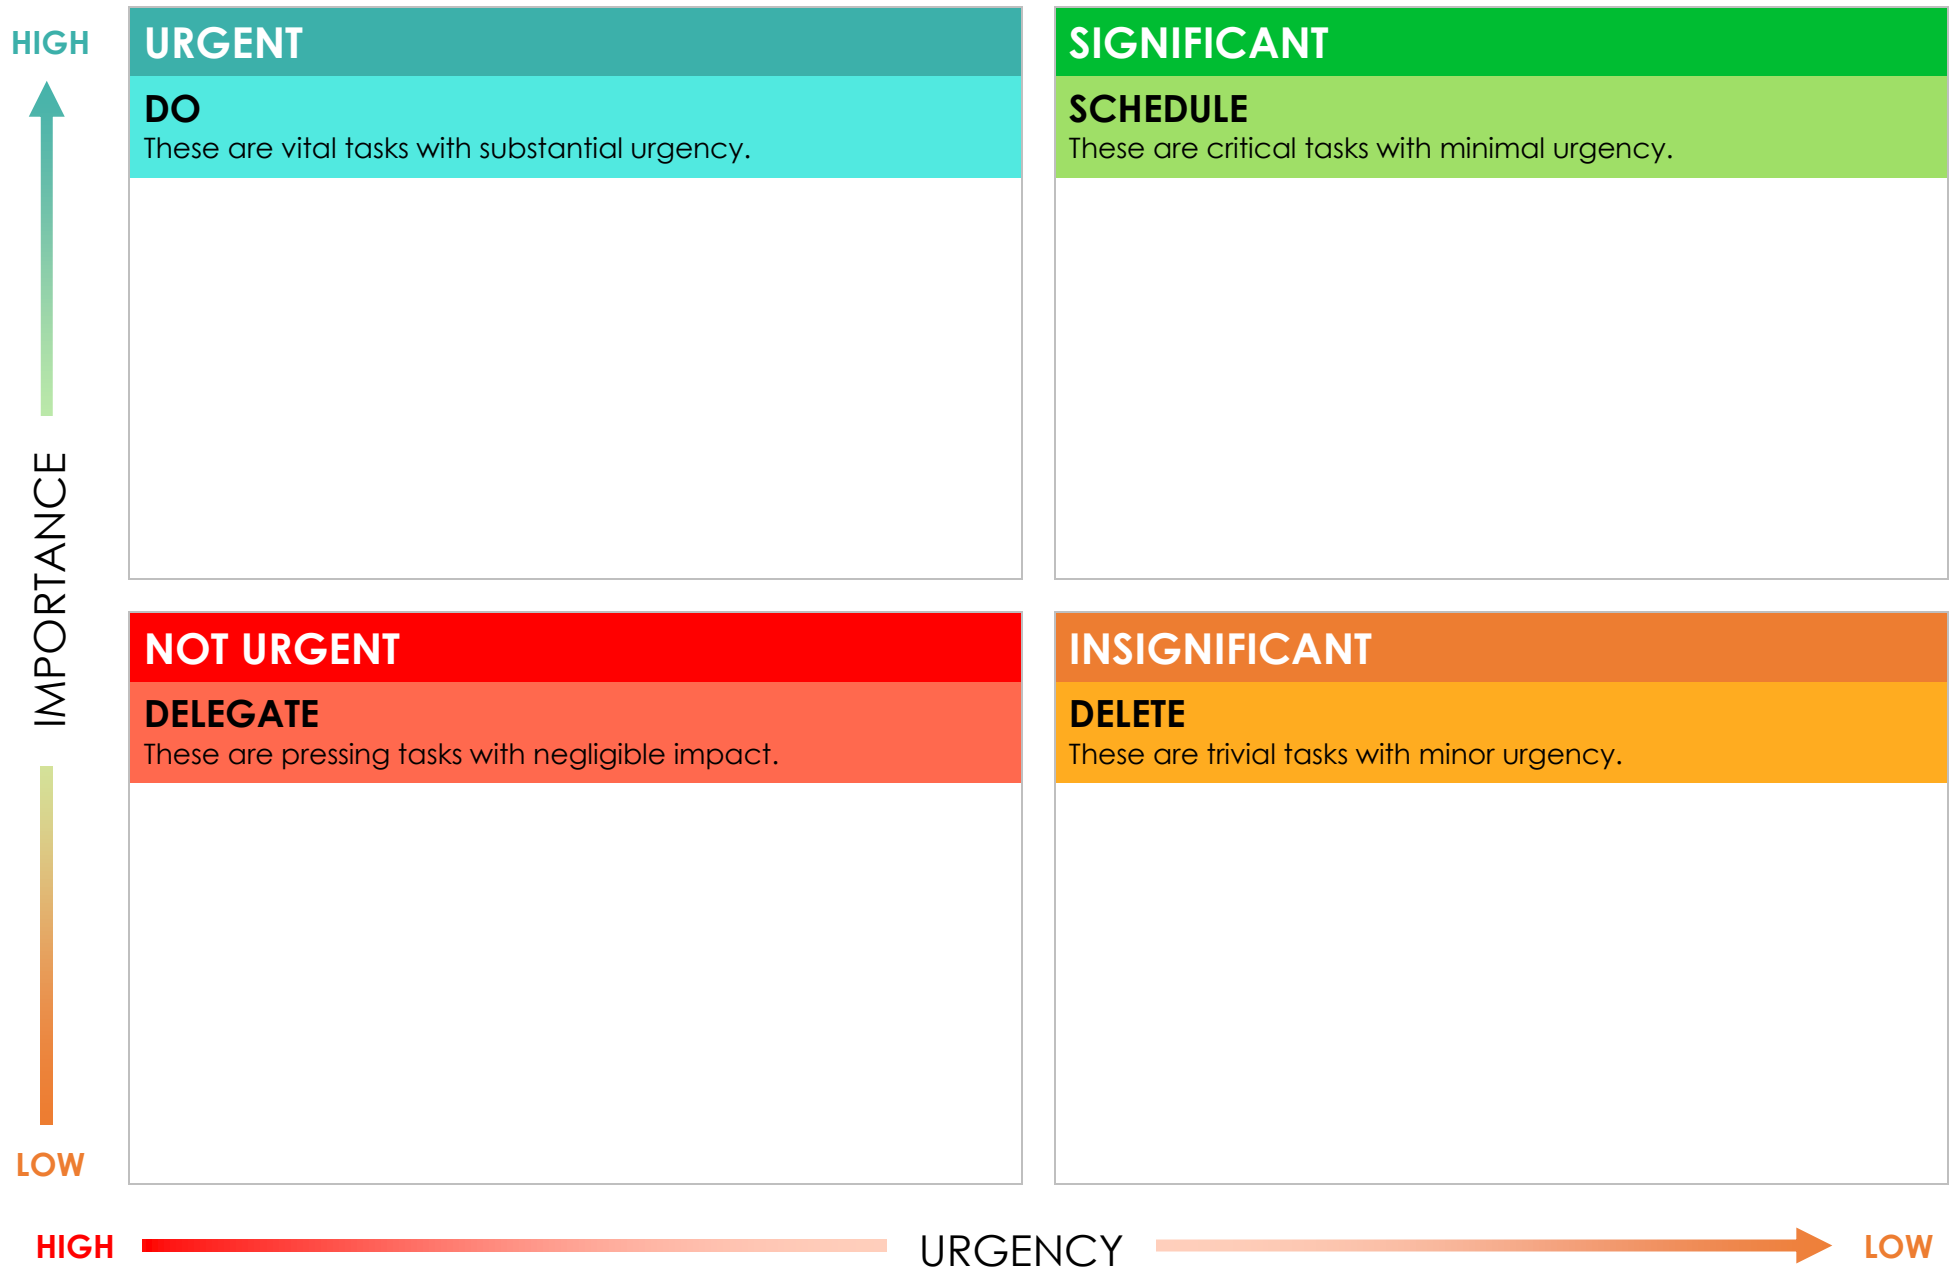 HIGH
URGENT
DO
These are vital tasks with substantial urgency.
SIGNIFICANT
SCHEDULE
These are critical tasks with minimal urgency.
IMPORTANCE
NOT URGENT
DELEGATE
These are pressing tasks with negligible impact.
INSIGNIFICANT
DELETE
These are trivial tasks with minor urgency.
LOW
HIGH
URGENCY
LOW